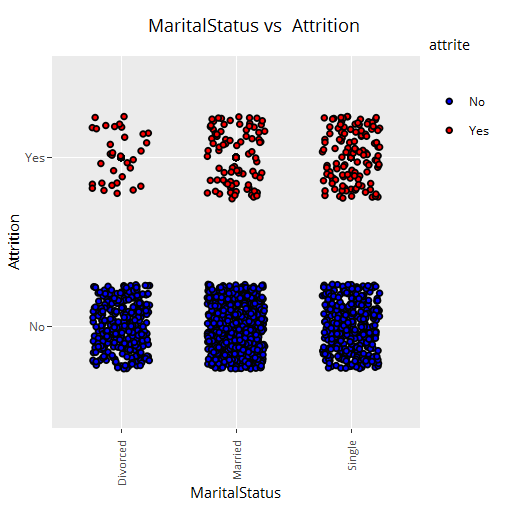 MaritalStatus vs  Attrition
attrite
No
Yes
Attrition
Yes
No
Divorced
Married
Single
MaritalStatus